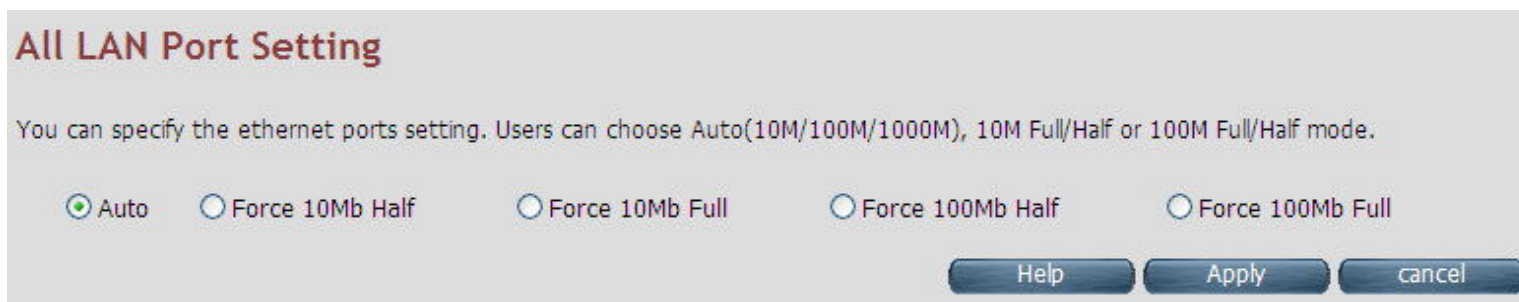 All LAN Port Setting
You can specify the ethernet ports setting. Users can choose Auto(10M/100M/1000M), 10M Full/Half or 100M Full/Half mode.
Auto Force 10Mb Half Force 10Mb Full Force 100Mb Half Force 100Mb Full
Help Apply cancel